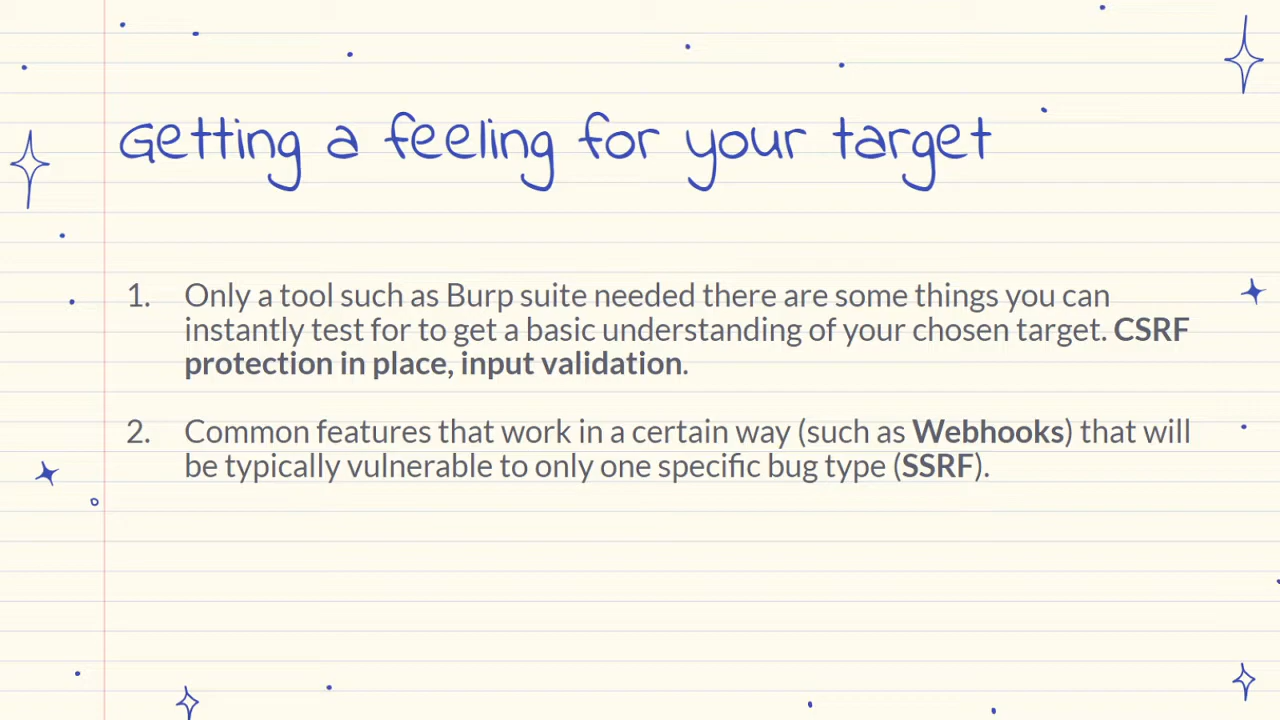 Getting a feeling for your target
1. Only a tool such as Burp suite needed there are some things you can
instantly test for to get a basic understanding of your chosen target. CSRF
protection in place, input validation.
2. Common features that work in a certain way (such as Webhooks) that will
be typically vulnerable to only one specific bug type (SSRF).